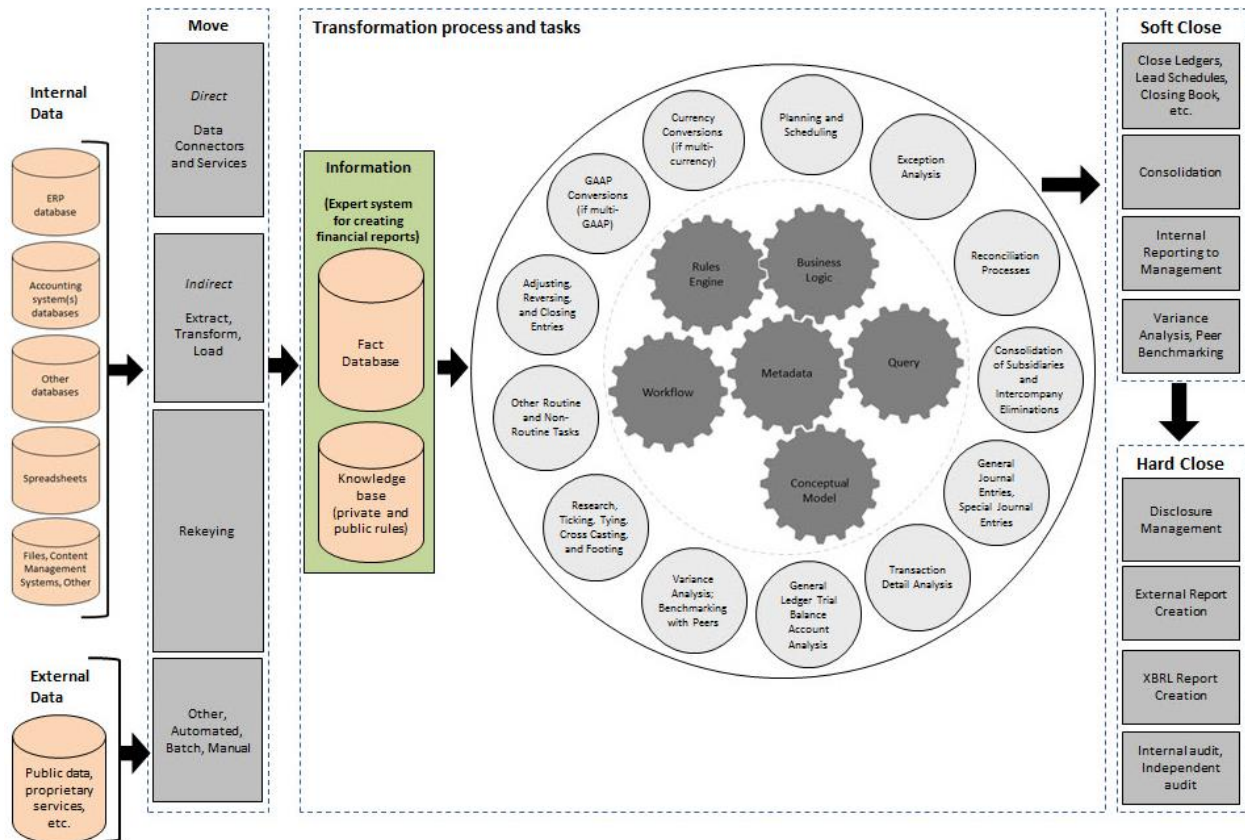 Internal
Data
ERP
database
Accounting
system(s)
databases
Other
databases
Spreadsheets
Files, Content
Management
Systems, Other
External
Data
Public data,
proprietary
services,
etc.
Move
Direct
Data
Connectors
and Services
Indirect
Extract,
Transform,
Load
Rekeying
Other,
Automated,
Batch, Manual
Transformation process and tasks
Information
(Expert system
for creating
financial reports)
Fact
Database
Knowledge
base
(private and
public rules)
Planning and
Scheduling
Exception
Analysis
Reconciliation
Processes
Consolidation
of Subsidiaries
and
Intercompany
Eliminations
General
Journal
Entries,
Special Journal
Entries
Transaction
Detail Analysis
General
Ledger Trial
Balance
Account
Analysis
Variance
Analysis;
Benchmarking
with Peers
Research,
Ticking, Tying,
Cross Casting,
and Footing
Other Routine
and Non-
Routine Tasks
Adjusting,
Reversing,
and Closing
Entries
GAAP
Conversions
(if multi-
GAAP)
Currency
Conversions
(if multi-
currency)
Rules
Engine
Business
Logic
Workflow
Metadata
Query
Conceptual
Model
Soft Close
Close Ledgers,
Lead Schedules,
Closing Book,
etc.
Consolidation
Internal
Reporting to
Management
Variance
Analysis, Peer
Benchmarking
Hard Close
Disclosure
Management
External Report
Creation
XBRL Report
Creation
Internal audit,
Independent
audit